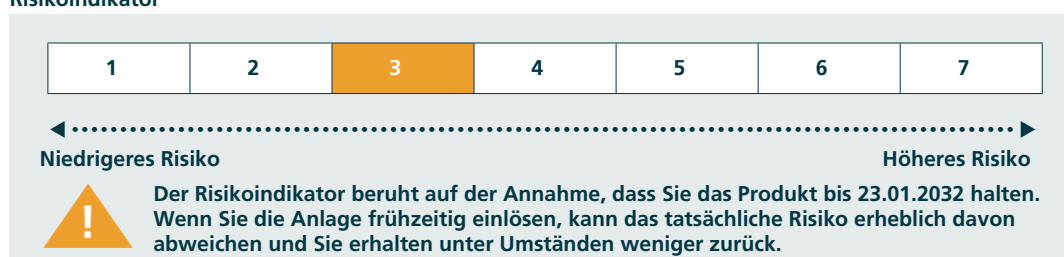 Risikoindikator
1 2 3 4 5 6 7
Niedrigeres Risiko Höheres Risiko
! Der Risikoindikator beruht auf der Annahme, dass Sie das Produkt bis 23.01.2032 halten.
Wenn Sie die Anlage frühzeitig einlösen, kann das tatsächliche Risiko erheblich davon
abweichen und Sie erhalten unter Umständen weniger zurück.